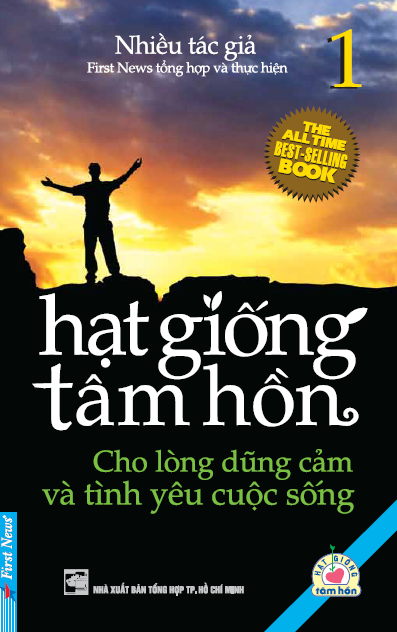 Nhiều tác giả
First News tổng hợp và thực hiện
1
THE
ALL TIME
BEST-SELLING
BOOK
hạt giống
tâm hồn
Cho lòng dũng cảm
và tình yêu cuộc sống
First News
NHÀ XUẤT BẢN TỔNG HỢP TP. HỒ CHÍ MINH
HẠT GIỐNG
tâm hồn